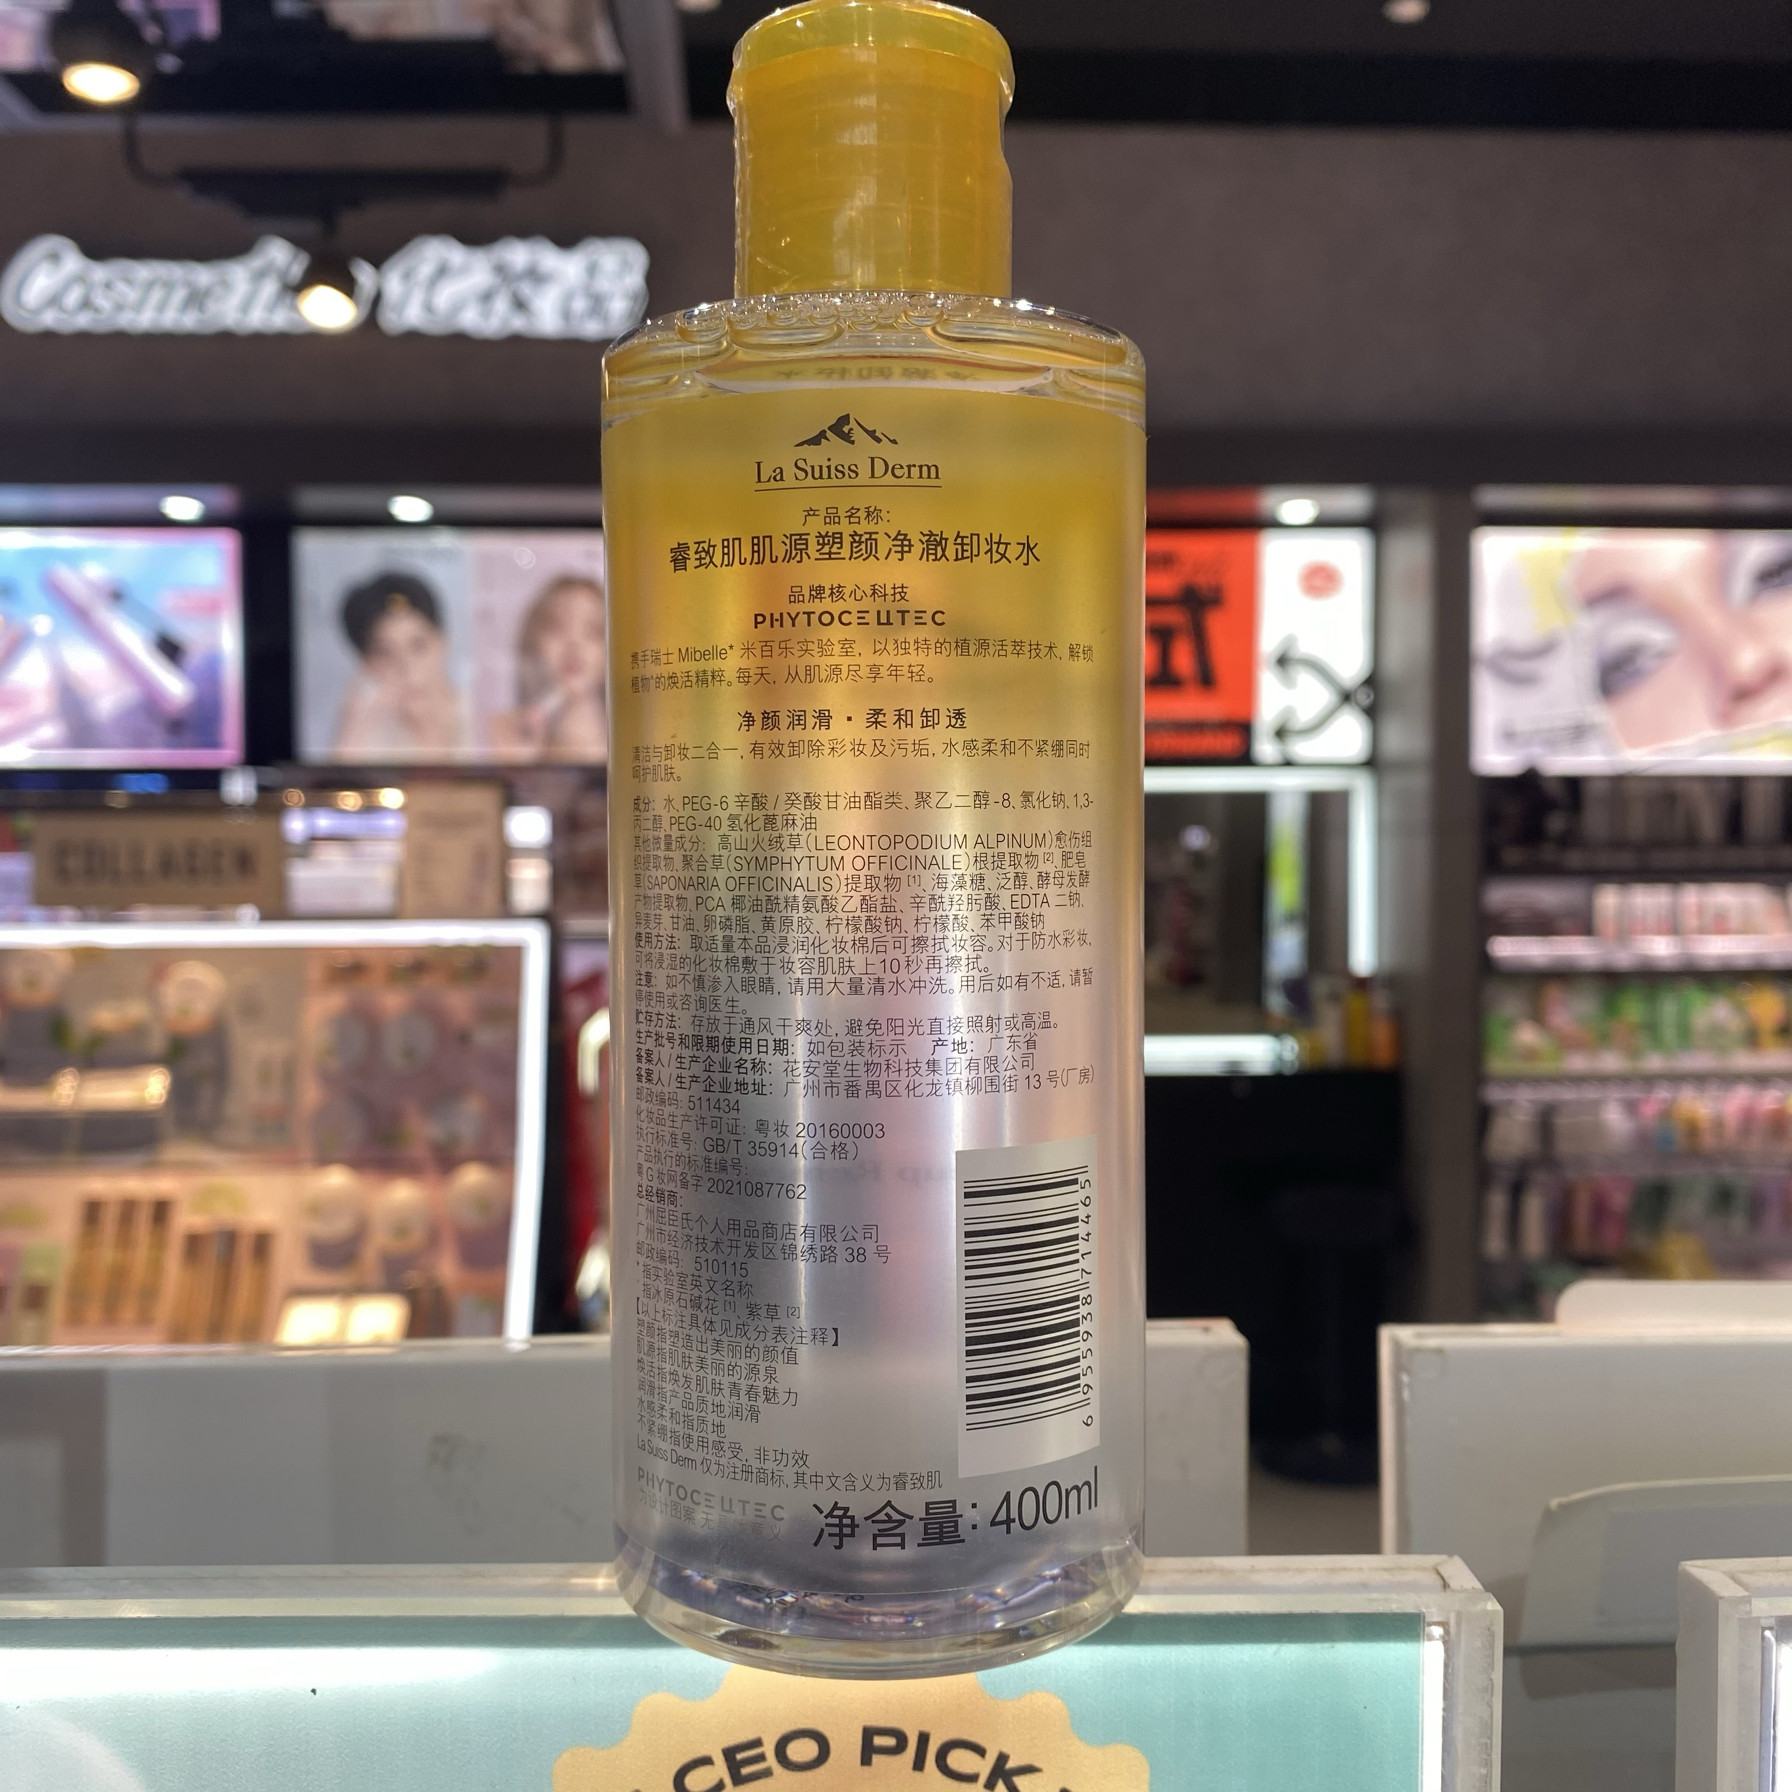 Cosmetic 化妆品
COLLAGEN
La Suiss Derm
产品名称：
睿致肌肌源塑颜净澈卸妆水
品牌核心科技
PHYTOCELLTEC
携手瑞士 Mibelle* 米百乐实验室，以独特的植源活萃技术, 解锁
植物^的焕活精粹。每天, 从肌源尽享年轻。
净颜润滑·柔和卸透
清洁与卸妆二合一, 有效卸除彩妆及污垢, 水感柔和不紧绷同时
呵护肌肤。
成分：水、PEG-6 辛酸 / 癸酸甘油酯类、聚乙二醇-8、氯化钠、1,3-
丙二醇、PEG-40 氢化蓖麻油
其他微量成分：高山火绒草（LEONTOPODIUM ALPINUM）愈伤组
织提取物、聚合草（SYMPHYTUM OFFICINALE）根提取物 [2]、肥皂
草（SAPONARIA OFFICINALIS）提取物 [1]、海藻糖、泛醇、酵母发酵
产物提取物、PCA 椰油酰精氨酸乙酯盐、辛酰羟肟酸、EDTA 二钠、
异麦芽、甘油、卵磷脂、黄原胶、柠檬酸钠、柠檬酸、苯甲酸钠
使用方法：取适量本品浸润化妆棉后可擦拭妆容。对于防水彩妆,
可将浸湿的化妆棉敷于妆容肌肤上10秒再擦拭。
注意：如不慎渗入眼睛, 请用大量清水冲洗。用后如有不适, 请暂
停使用或咨询医生。
贮存方法：存放于通风干爽处, 避免阳光直接照射或高温。
生产批号和限期使用日期：如包装标示 产地：广东省
备案人 / 生产企业名称：花安堂生物科技集团有限公司
备案人 / 生产企业地址：广州市番禺区化龙镇柳围街 13 号（厂房）
邮政编码: 511434
化妆品生产许可证: 粤妆 20160003
执行标准号: GB/T 35914（合格）
产品执行的标准编号:
粤 G 妆网备字 2021087762
总经销商：
广州屈臣氏个人用品商店有限公司
广州市经济技术开发区锦绣路 38 号
邮政编码: 510115
* 指实验室英文名称
^ 指冰原石碱花 [1] 紫草 [2]
【以上标注具体见成分表注释】
塑颜指塑造出美丽的颜值
肌源指肌肤美丽的源泉
焕活指焕发肌肤青春魅力
润滑指产品质地润滑
水感柔和指质地
不紧绷指使用感受, 非功效
La Suiss Derm 仅为注册商标, 其中文含义为睿致肌
PHYTOCELLTEC
为设计图案 无具体意义
净含量: 400ml
6 955938 714465
CEO PICK